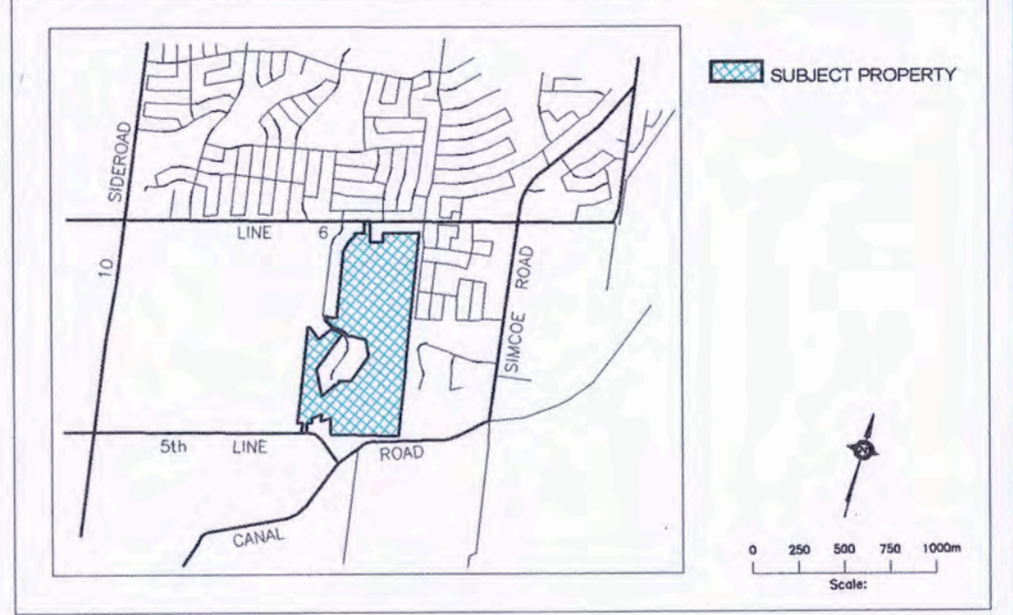 SUBJECT PROPERTY
SIDEROAD
10
LINE 6
SIMCOE ROAD
5th LINE
CANAL ROAD
N
0 250 500 750 1000m
Scale: